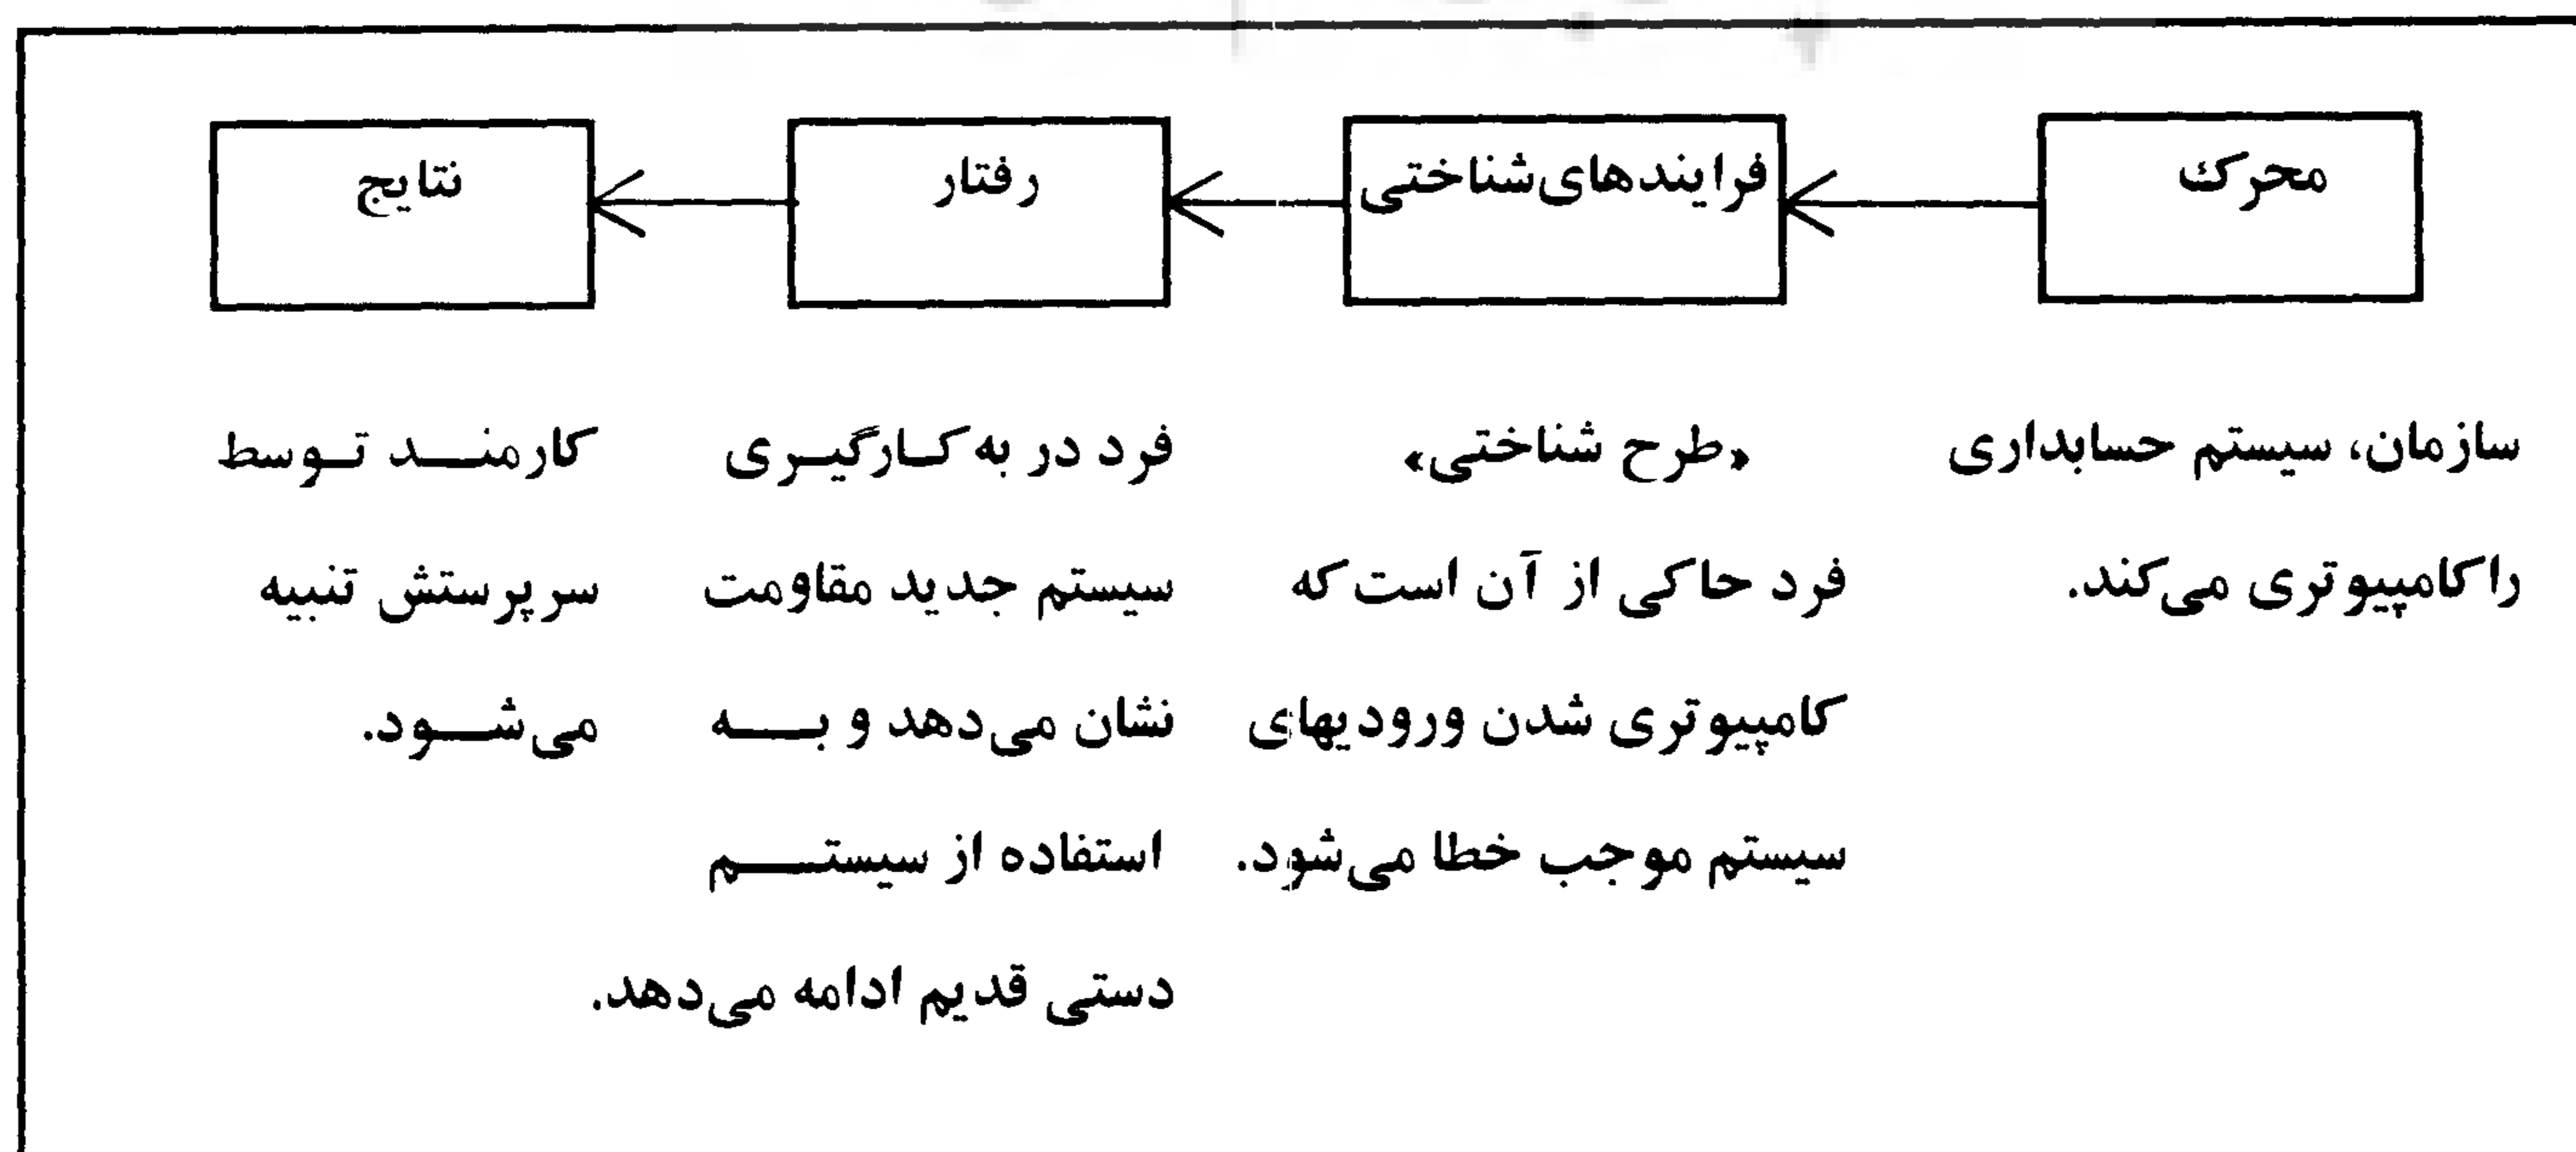 محرک
فرایندهای شناختی
رفتار
نتایج
سازمان، سیستم حسابداری
را کامپیوتری می‌کند.
«طرح شناختی»
فرد حاکی از آن است که
کامپیوتری شدن ورودیهای
سیستم موجب خطا می‌شود.
فرد در به کارگیری
سیستم جدید مقاومت
نشان می‌دهد و به
استفاده از سیستم
دستی قدیم ادامه می‌دهد.
کارمند توسط
سرپرستش تنبیه
می‌شود.